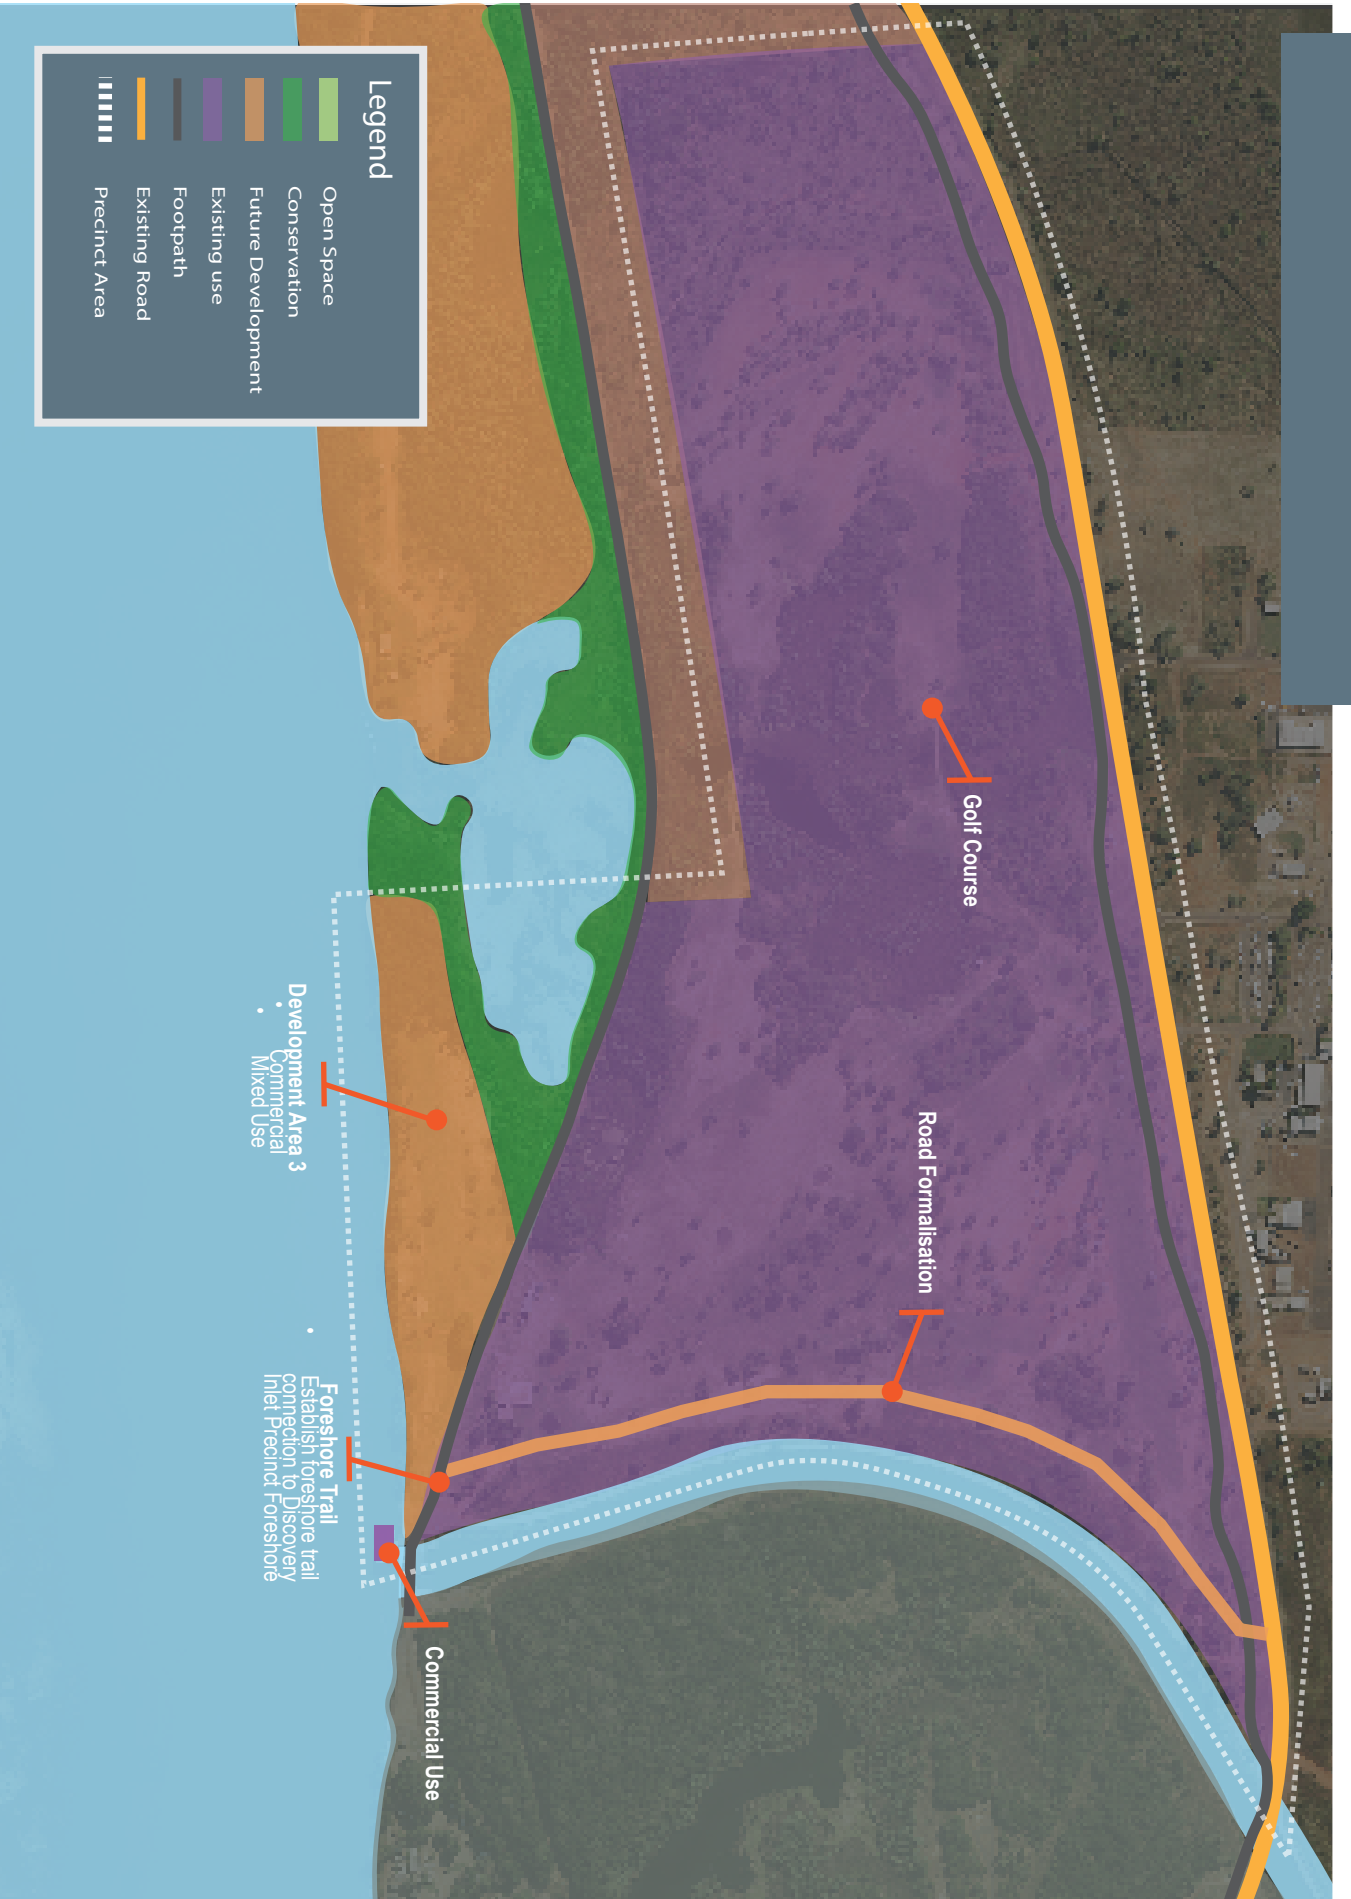 Legend
Open Space
Conservation
Future Development
Existing use
Footpath
Existing Road
Precinct Area
Golf Course
Road Formalisation
Development Area 3
• Commercial
• Mixed Use
Foreshore Trail
• Establish foreshore trail
connection to Discovery
Inlet Precinct Foreshore
Commercial Use